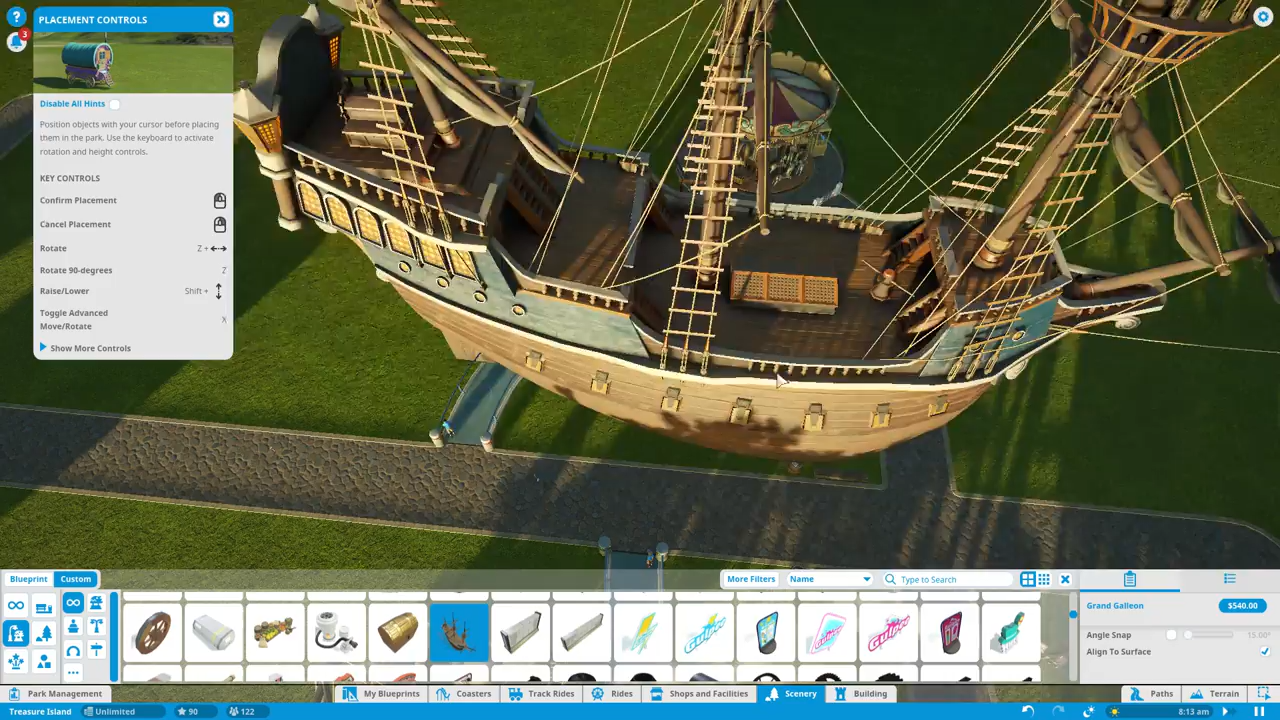 PLACEMENT CONTROLS
3
Disable All Hints
Position objects with your cursor before placing
them in the park. Use the keyboard to activate
rotation and height controls.
KEY CONTROLS
Confirm Placement
Cancel Placement
Rotate Z +
Rotate 90-degrees Z
Raise/Lower Shift +
Toggle Advanced
Move/Rotate X
Show More Controls
Blueprint Custom
More Filters Name Type to Search
Grand Galleon $540.00
Angle Snap 15.00°
Align To Surface
Gulpee
Gulpee
Park Management My Blueprints Coasters Track Rides Rides Shops and Facilities Scenery Building Paths Terrain
Treasure Island Unlimited 90 122 8:13 am